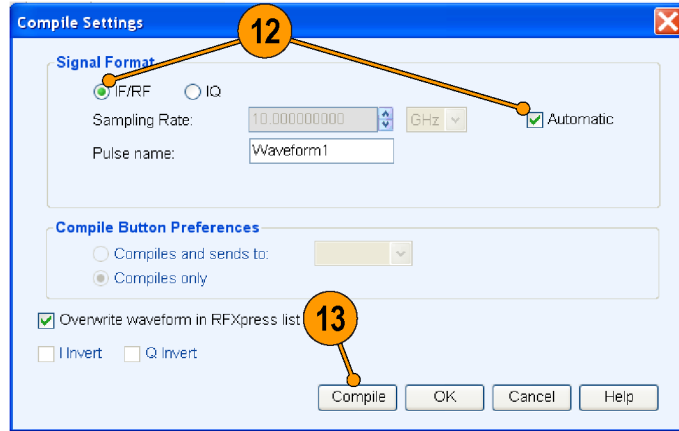 Compile Settings
12
Signal Format
IF/RF IQ
Sampling Rate: 10.000000000 GHz Automatic
Pulse name: Waveform1
Compile Button Preferences
Compiles and sends to:
Compiles only
Overwrite waveform in RFXpress list
13
I Invert Q Invert
Compile OK Cancel Help